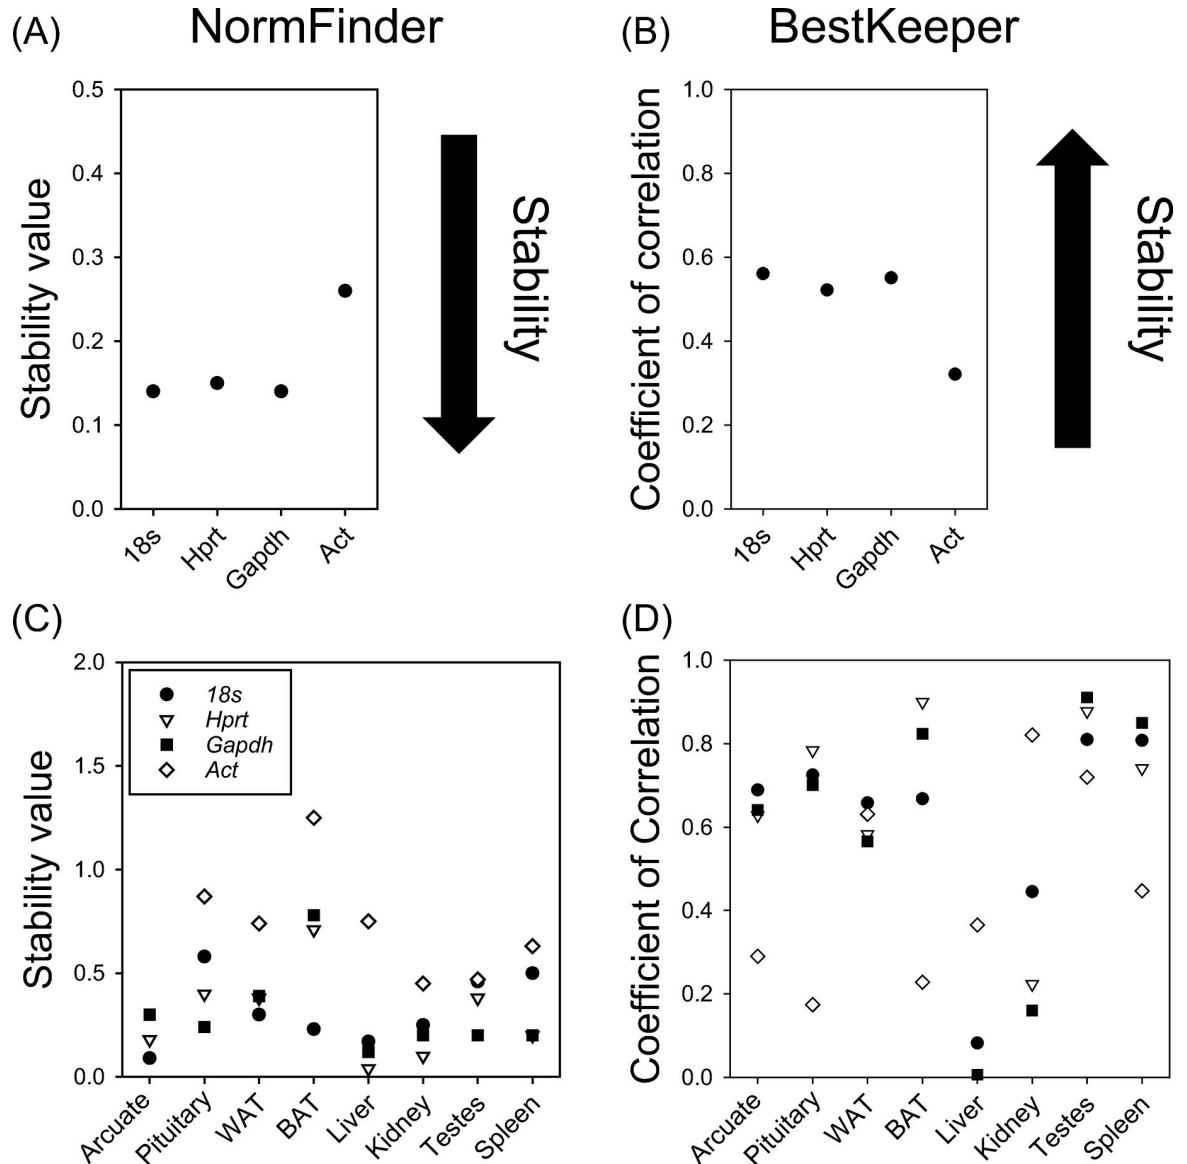 (A) NormFinder
0.5
0.4
0.3
0.2
0.1
0.0
Stability value
18s
Hprt
Gapdh
Act
Stability
(B) BestKeeper
1.0
0.8
0.6
0.4
0.2
0.0
Coefficient of correlation
18s
Hprt
Gapdh
Act
Stability
(C)
2.0
1.5
1.0
0.5
0.0
Stability value
18s
Hprt
Gapdh
Act
Arcuate
Pituitary
WAT
BAT
Liver
Kidney
Testes
Spleen
(D)
1.0
0.8
0.6
0.4
0.2
0.0
Coefficient of Correlation
Arcuate
Pituitary
WAT
BAT
Liver
Kidney
Testes
Spleen